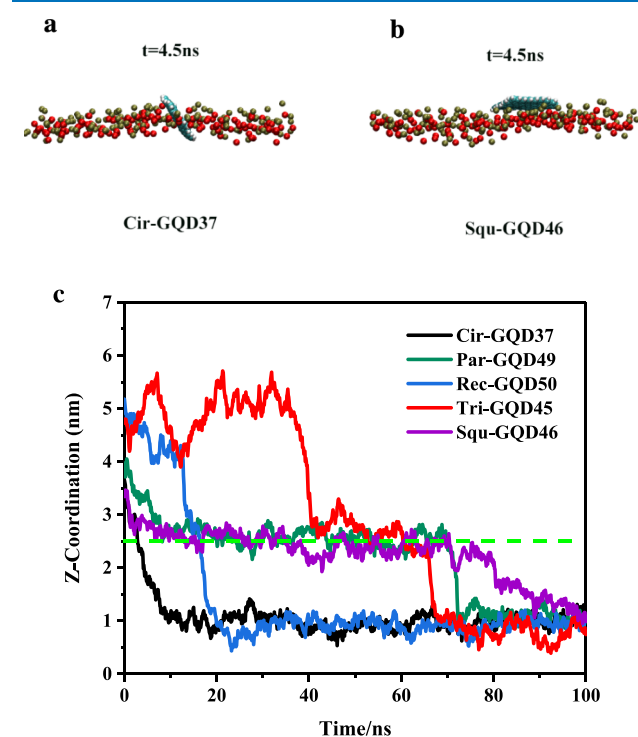 a
b
t=4.5ns
t=4.5ns
Cir-GQD37
Squ-GQD46
c
7
6
5
4
3
2
1
0
Z-Coordination (nm)
Cir-GQD37
Par-GQD49
Rec-GQD50
Tri-GQD45
Squ-GQD46
0
20
40
60
80
100
Time/ns